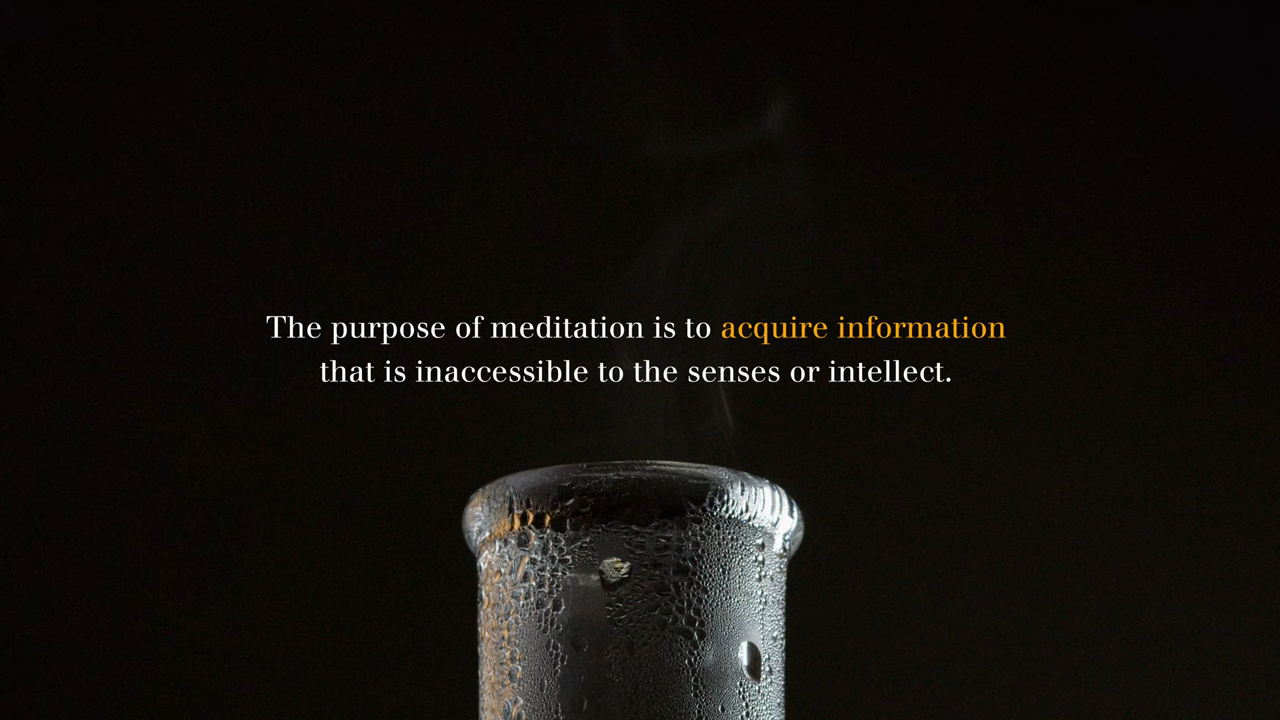 The purpose of meditation is to acquire information
that is inaccessible to the senses or intellect.